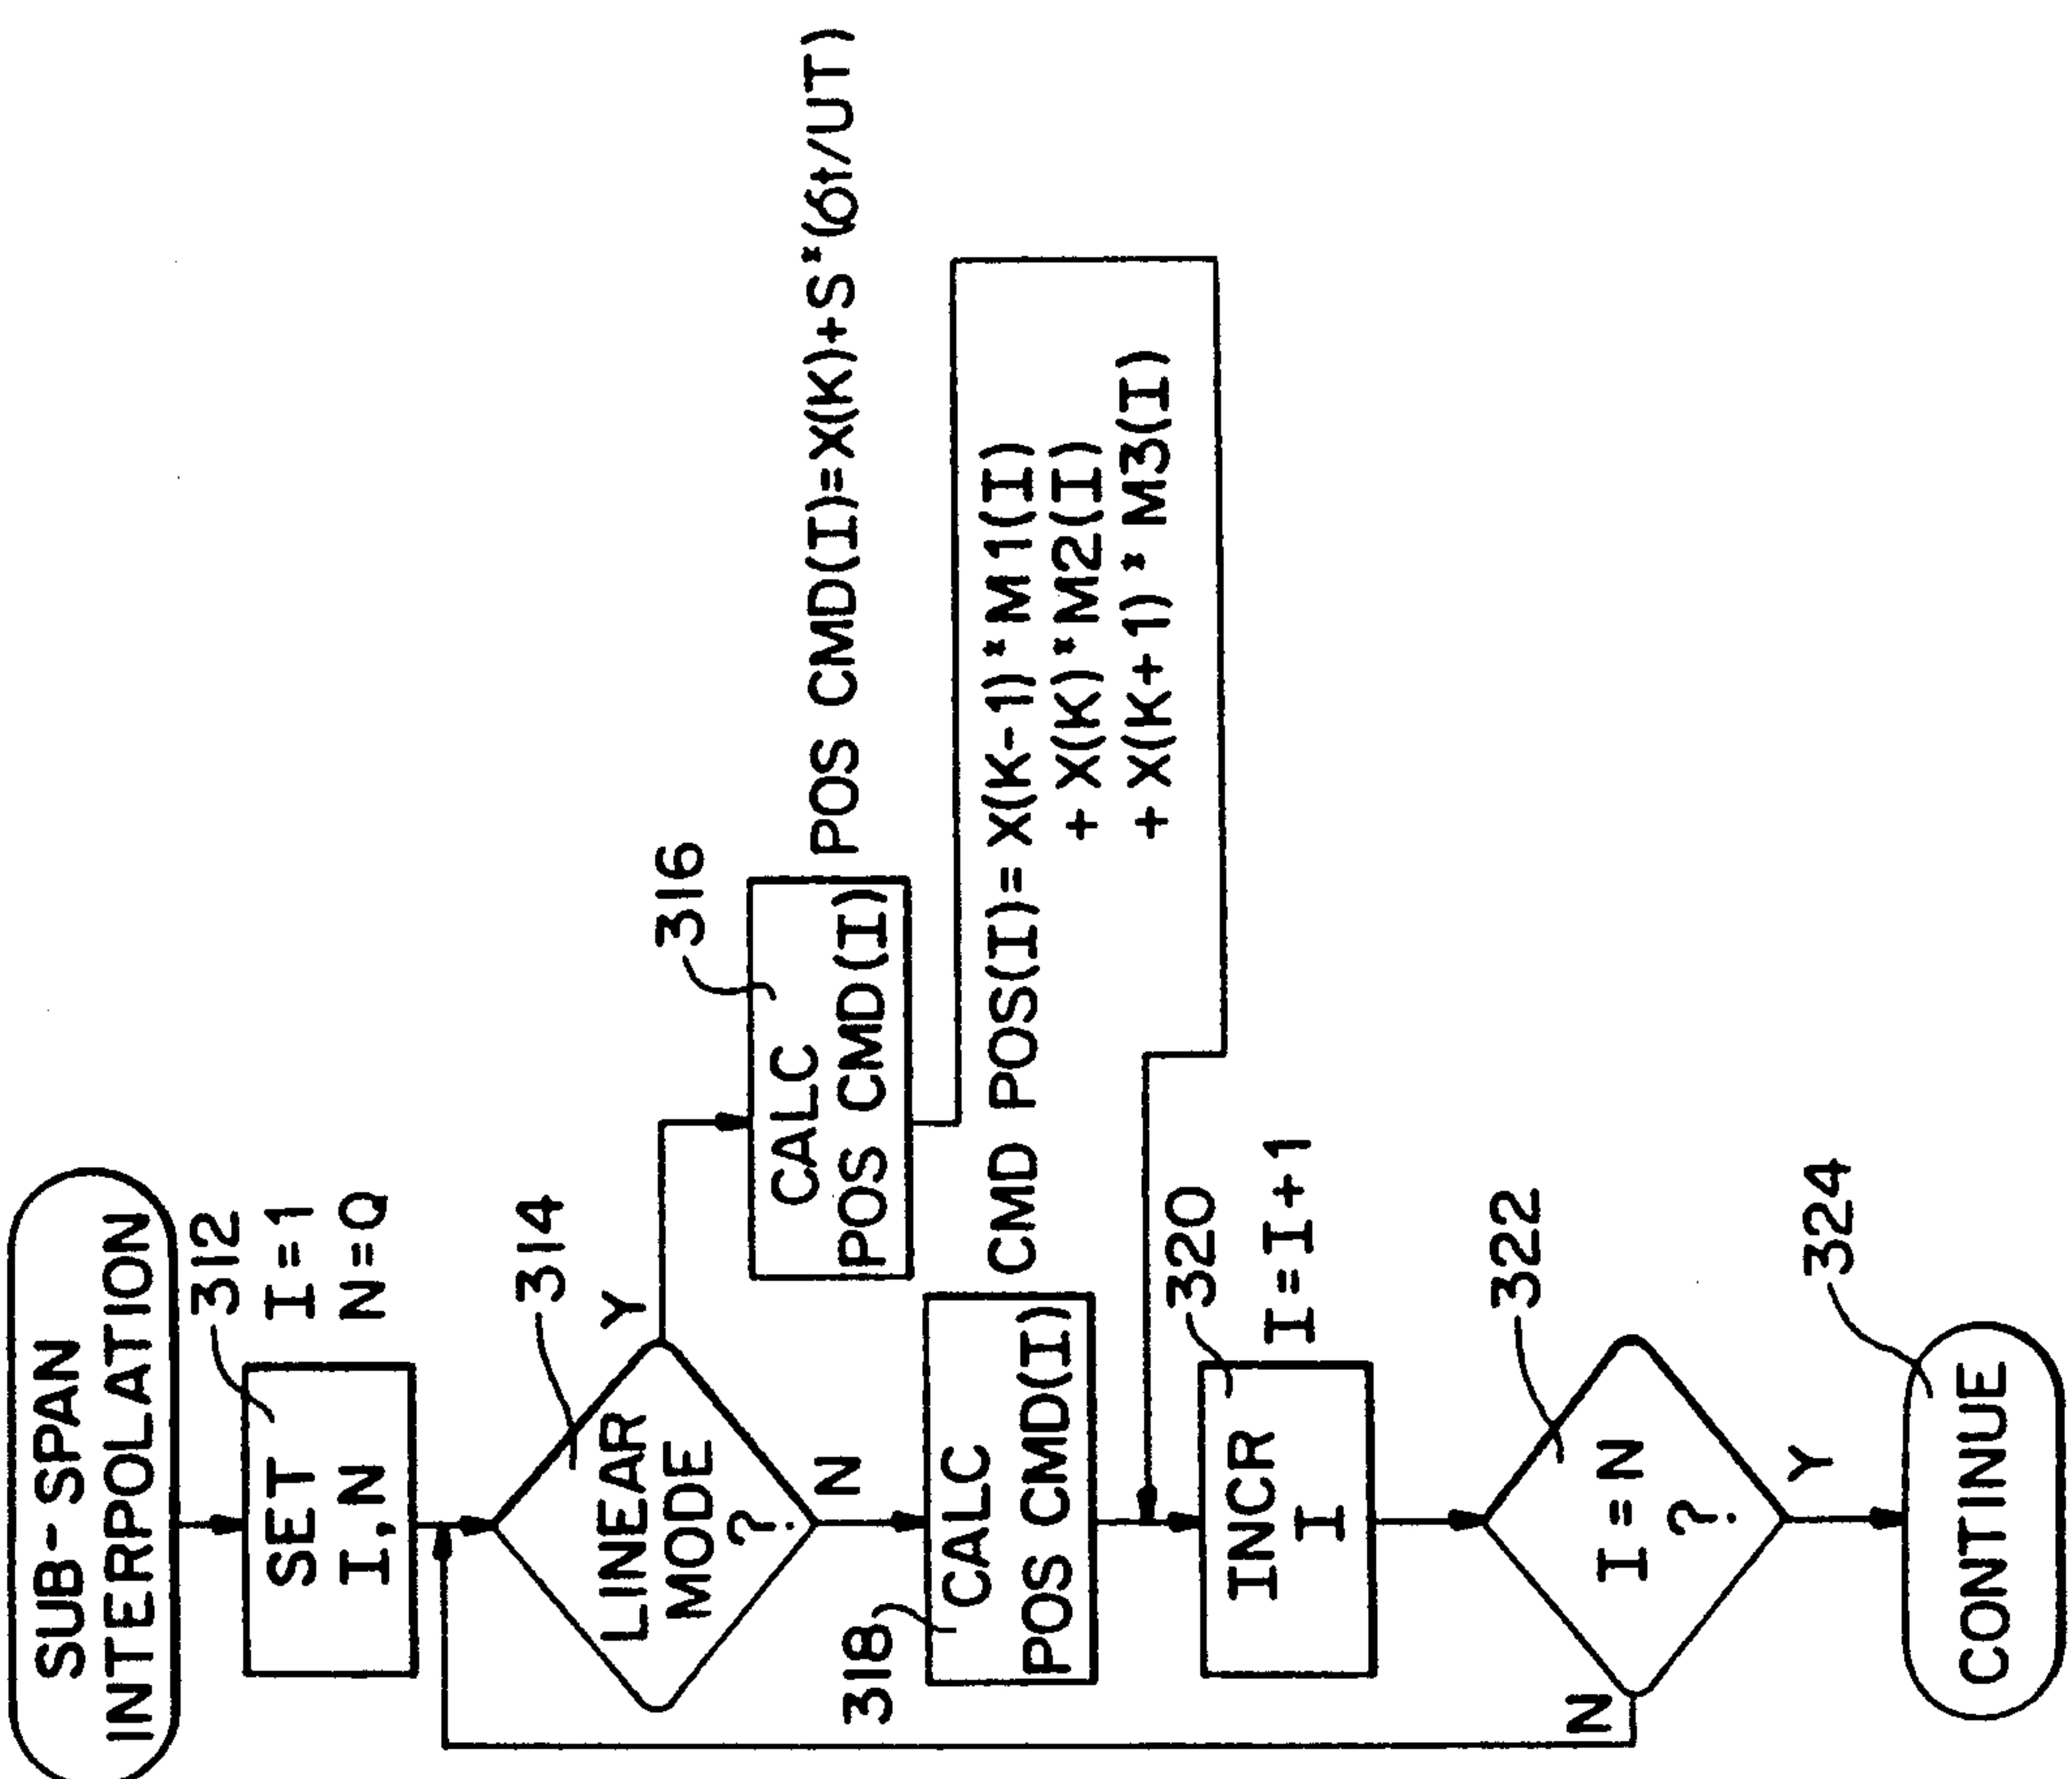 SUB-SPAN
INTERPOLATION
312
SET
I,N
I=1
N=Q
314
LINEAR
MODE
?
Y
N
316
CALC
POS CMD(I)
POS CMD(I)=X(K)+S*(6t/UT)
318
CALC
POS CMD(I)
CMD POS(I)=X(K-1)*M1(I)
+X(K)*M2(I)
+X(K+1)*M3(I)
320
INCR
I
I=I+1
322
I=N
?
N
Y
324
CONTINUE